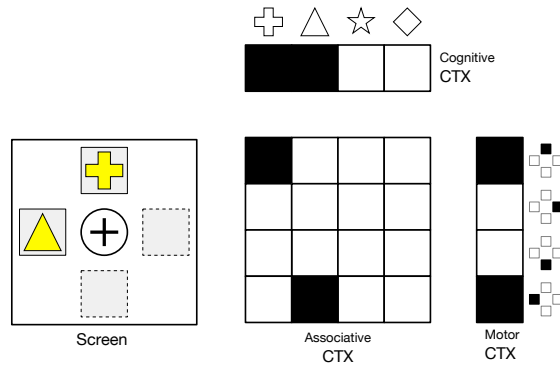 Cognitive
CTX
Screen
Associative
CTX
Motor
CTX